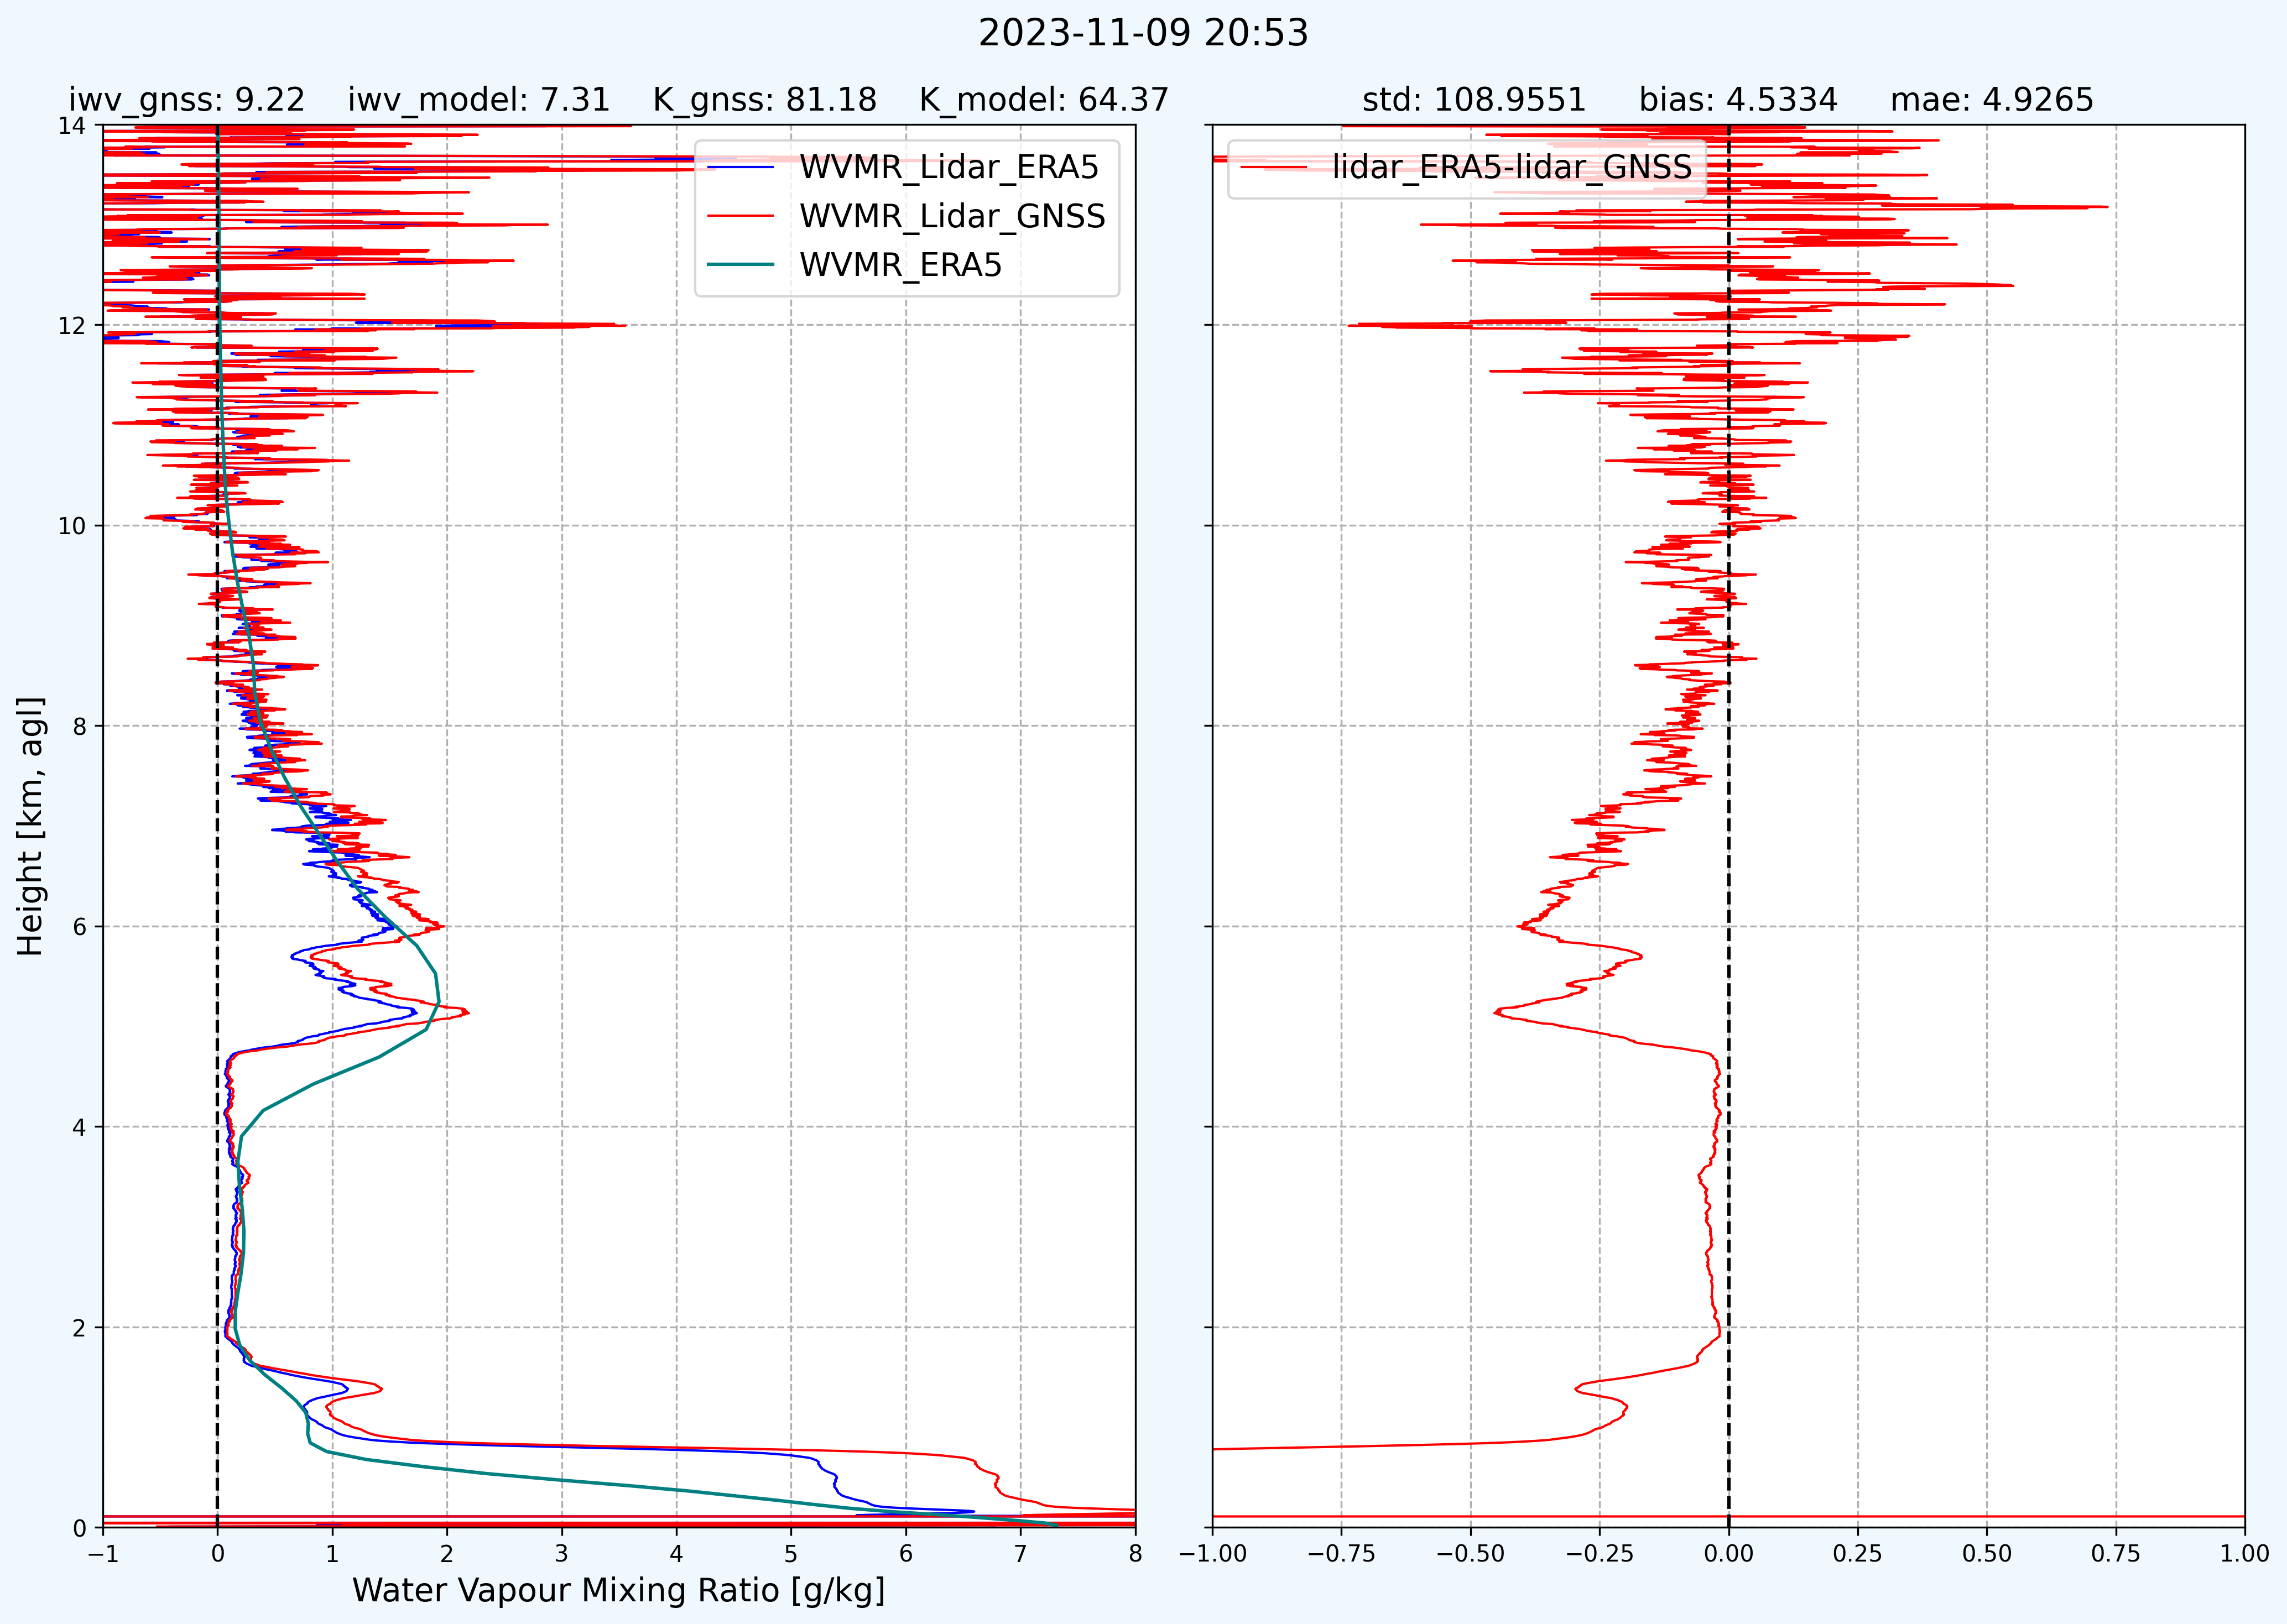 2023-11-09 20:53
iwv_gnss: 9.22 iwv_model: 7.31 K_gnss: 81.18 K_model: 64.37
std: 108.9551 bias: 4.5334 mae: 4.9265
WVMR_Lidar_ERA5
WVMR_Lidar_GNSS
WVMR_ERA5
lidar_ERA5-lidar_GNSS
14
12
10
8
6
4
2
0
Height [km, agl]
−1 0 1 2 3 4 5 6 7 8
Water Vapour Mixing Ratio [g/kg]
−1.00 −0.75 −0.50 −0.25 0.00 0.25 0.50 0.75 1.00